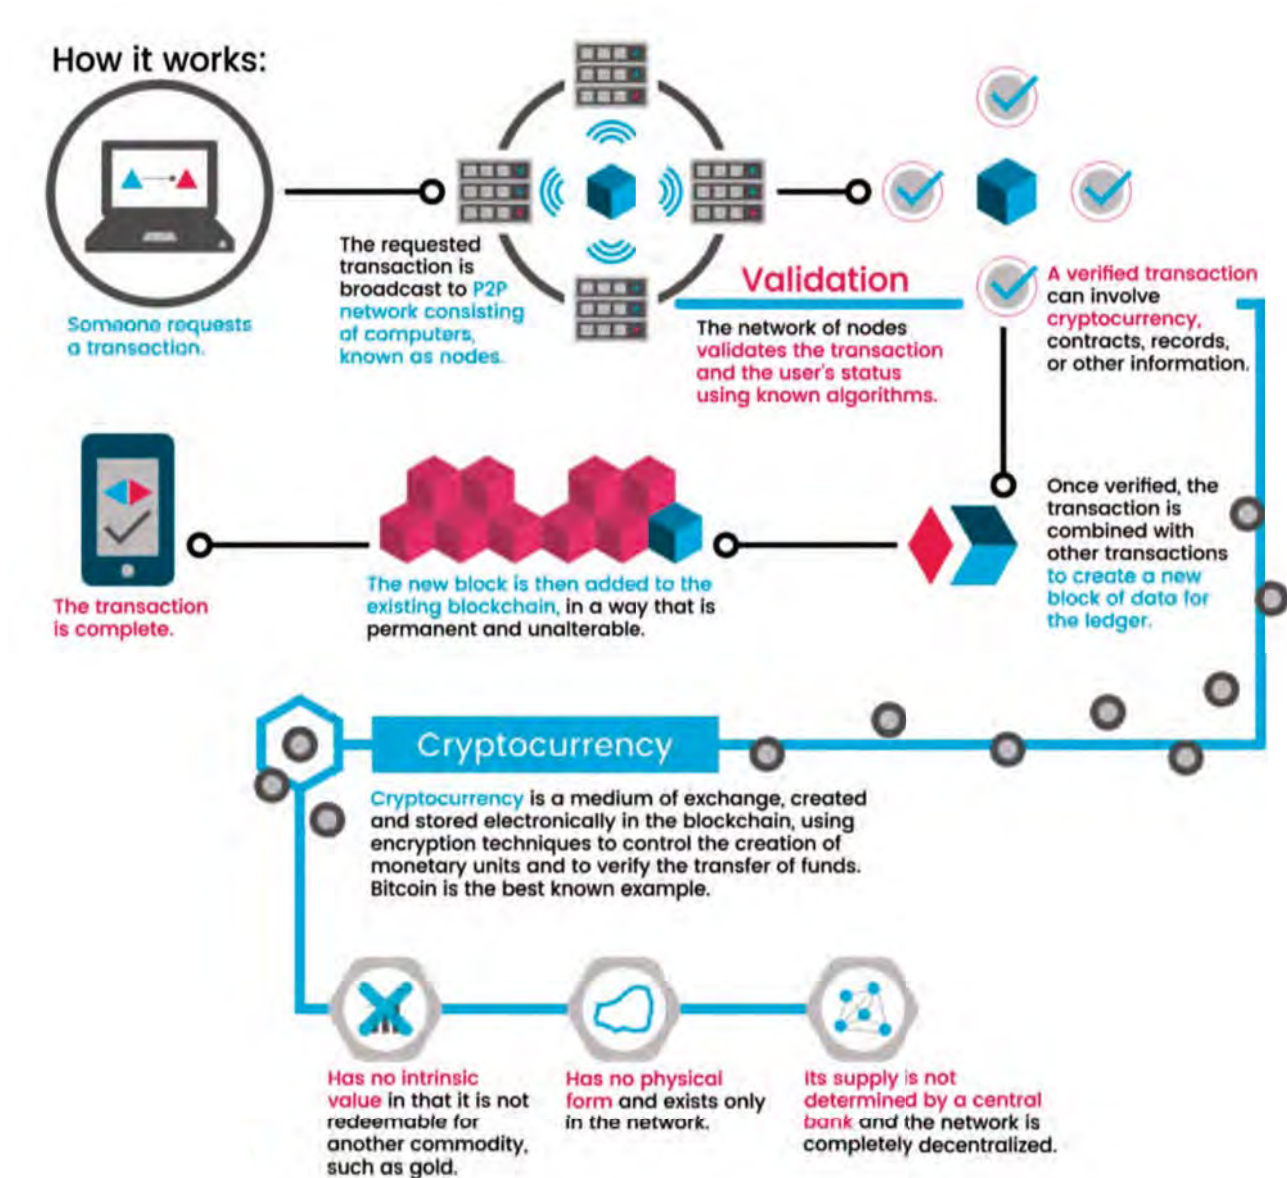 How it works:
Someone requests
a transaction.
The requested
transaction is
broadcast to P2P
network consisting
of computers,
known as nodes.
Validation
The network of nodes
validates the transaction
and the user's status
using known algorithms.
A verified transaction
can involve
cryptocurrency,
contracts, records,
or other information.
Once verified, the
transaction is
combined with
other transactions
to create a new
block of data for
the ledger.
The new block is then added to the
existing blockchain, in a way that is
permanent and unalterable.
The transaction
is complete.
Cryptocurrency
Cryptocurrency is a medium of exchange, created
and stored electronically in the blockchain, using
encryption techniques to control the creation of
monetary units and to verify the transfer of funds.
Bitcoin is the best known example.
Has no intrinsic
value in that it is not
redeemable for
another commodity,
such as gold.
Has no physical
form and exists only
in the network.
Its supply is not
determined by a central
bank and the network is
completely decentralized.